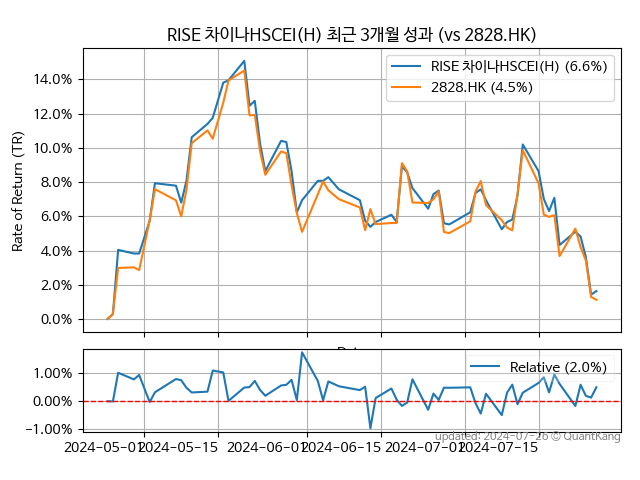 RISE 차이나HSCEI(H) 최근 3개월 성과 (vs 2828.HK)
RISE 차이나HSCEI(H) (6.6%)
2828.HK (4.5%)
Rate of Return (TR)
14.0%
12.0%
10.0%
8.0%
6.0%
4.0%
2.0%
0.0%
Relative (2.0%)
1.00%
0.00%
−1.00%
2024-05-01
2024-05-15
2024-06-01
2024-06-15
2024-07-01
2024-07-15
updated: 2024-07-26 © QuantKang